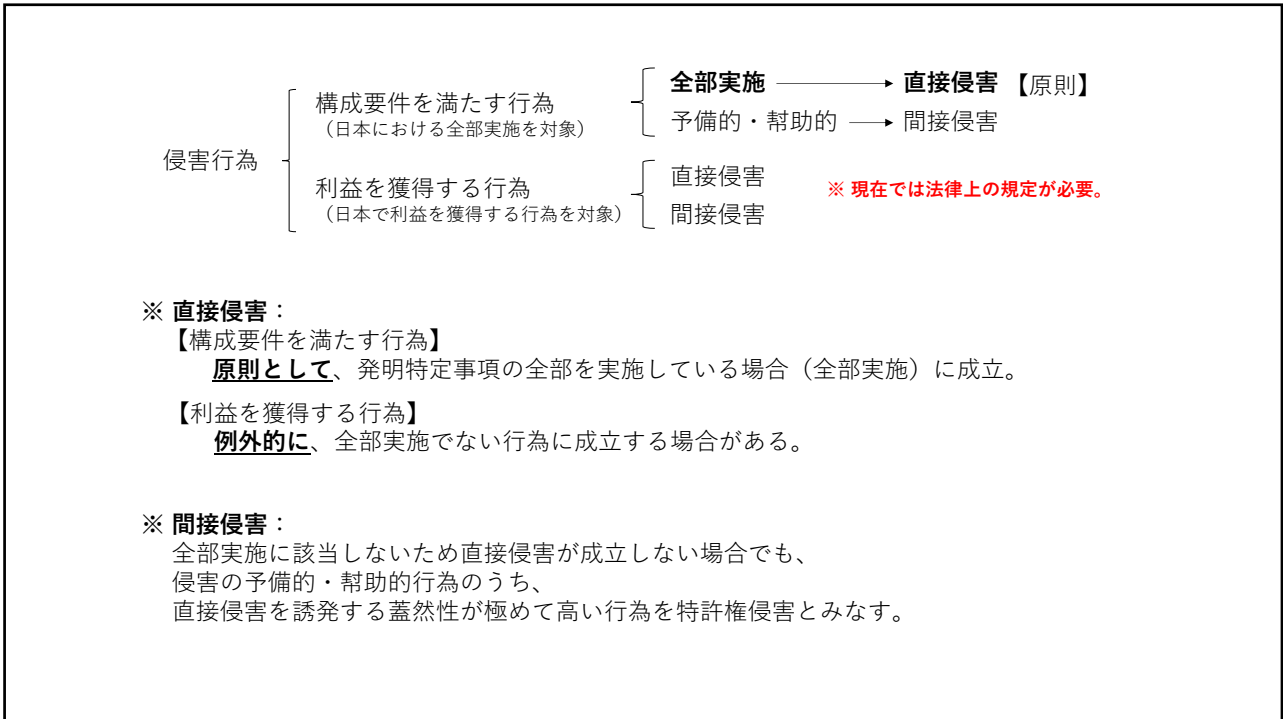 全部実施 → 直接侵害 【原則】
構成要件を満たす行為
（日本における全部実施を対象）
予備的・幇助的 → 間接侵害
侵害行為
利益を獲得する行為
（日本で利益を獲得する行為を対象）
直接侵害
間接侵害
※ 現在では法律上の規定が必要。
※ 直接侵害：
【構成要件を満たす行為】
原則として、発明特定事項の全部を実施している場合（全部実施）に成立。
【利益を獲得する行為】
例外的に、全部実施でない行為に成立する場合がある。
※ 間接侵害：
全部実施に該当しないため直接侵害が成立しない場合でも、
侵害の予備的・幇助的行為のうち、
直接侵害を誘発する蓋然性が極めて高い行為を特許権侵害とみなす。